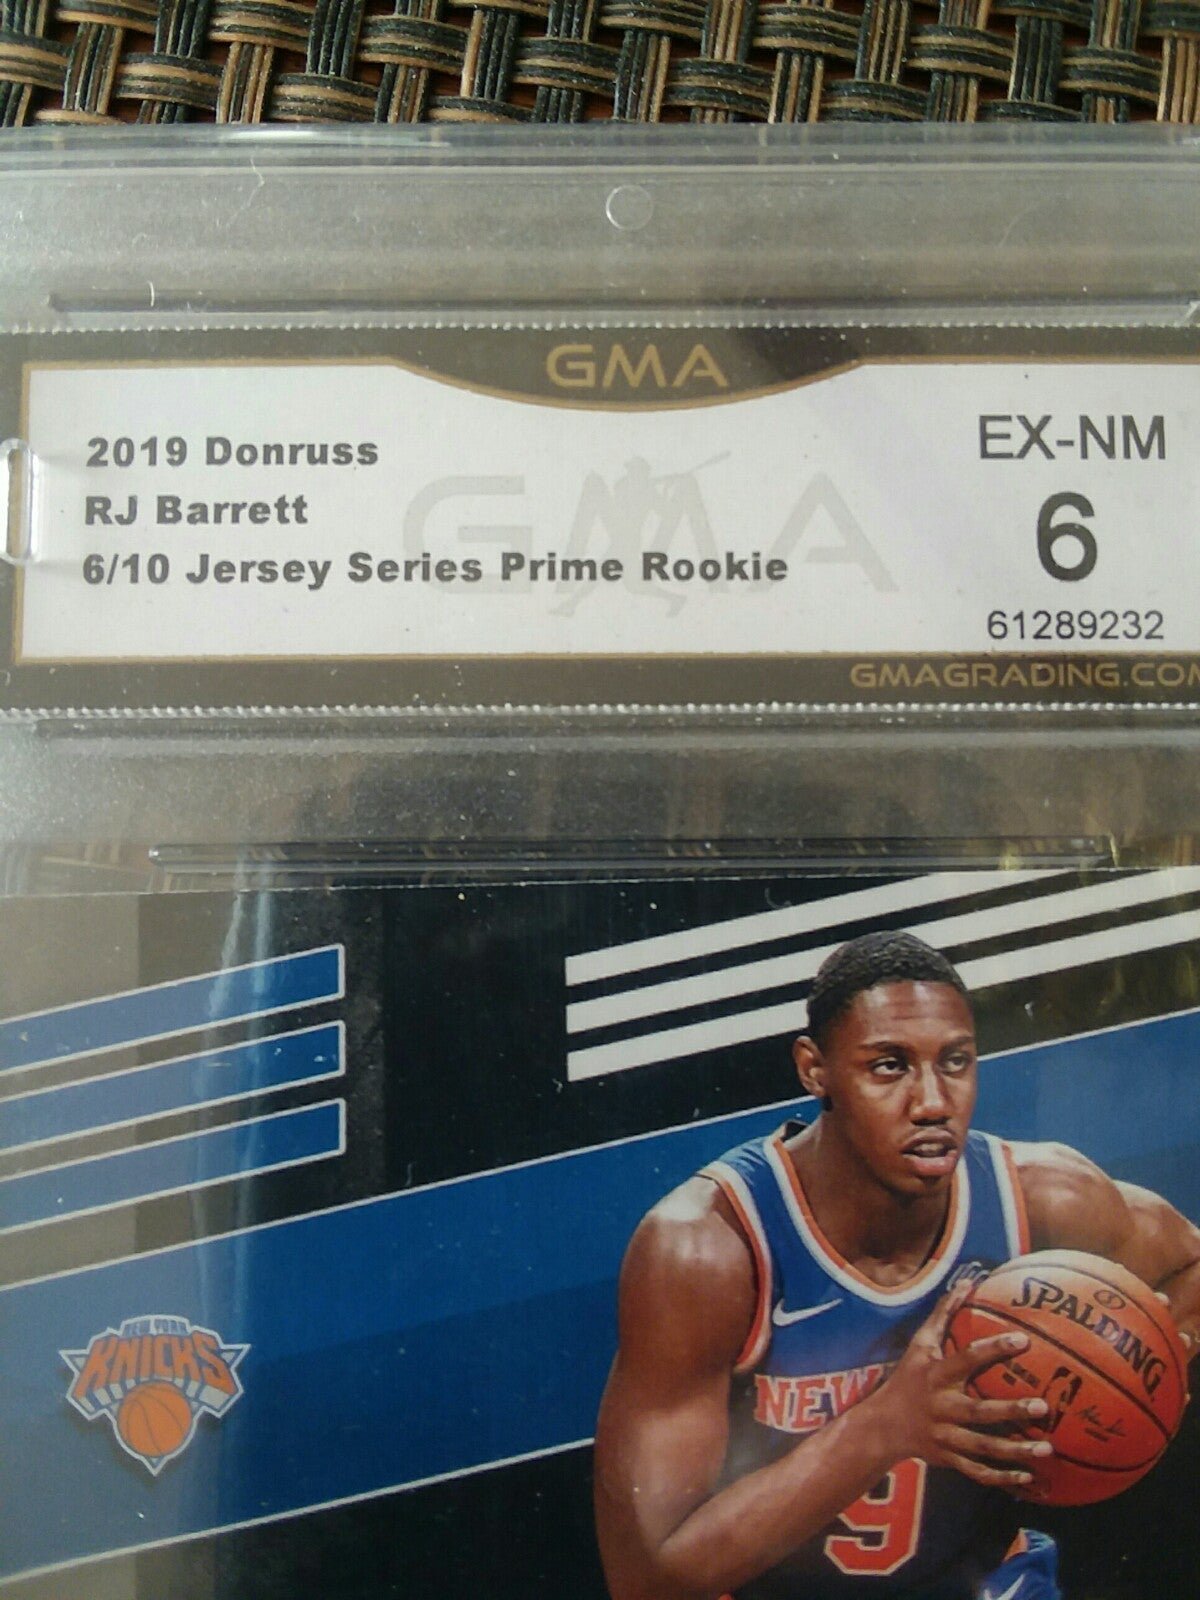 GMA
2019 Donruss
RJ Barrett
6/10 Jersey Series Prime Rookie
GMA
EX-NM
6
61289232
GMAGRADING.COM
NEW YORK
KNICKS
SPALDING
NEW
9